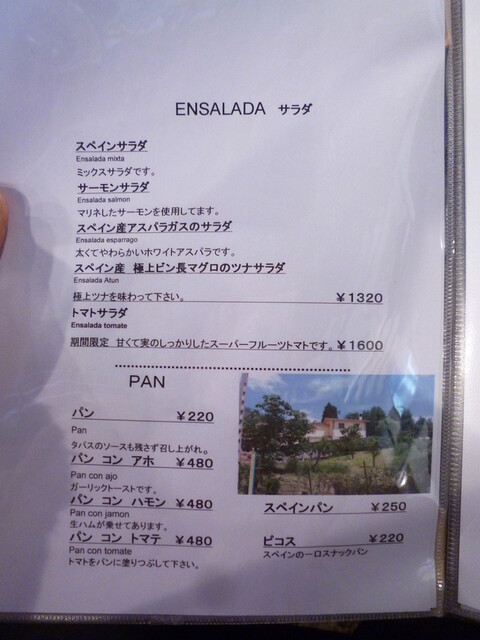 ENSALADA サラダ
スペインサラダ
Ensalada mixta
ミックスサラダです。
サーモンサラダ
Ensalada salmon
マリネしたサーモンを使用してます。
スペイン産アスパラガスのサラダ
Ensalada esparrago
太くてやわらかいホワイトアスパラです。
スペイン産 極上ビン長マグロのツナサラダ
Ensalada Atun
極上ツナを味わって下さい。 ￥1320
トマトサラダ
Ensalada tomate
期間限定 甘くて実のしっかりしたスーパーフルーツトマトです。 ￥1600
PAN
パン ￥220
Pan
タパスのソースも残さず召し上がれ。
パン コン アホ ￥480
Pan con ajo
ガーリックトーストです。
パン コン ハモン ￥480
Pan con jamon
生ハムが乗せてあります。
パン コン トマテ ￥480
Pan con tomate
トマトをパンに塗りつぶして下さい。
スペインパン ￥250
ピコス ￥220
スペインの一口スナックパン